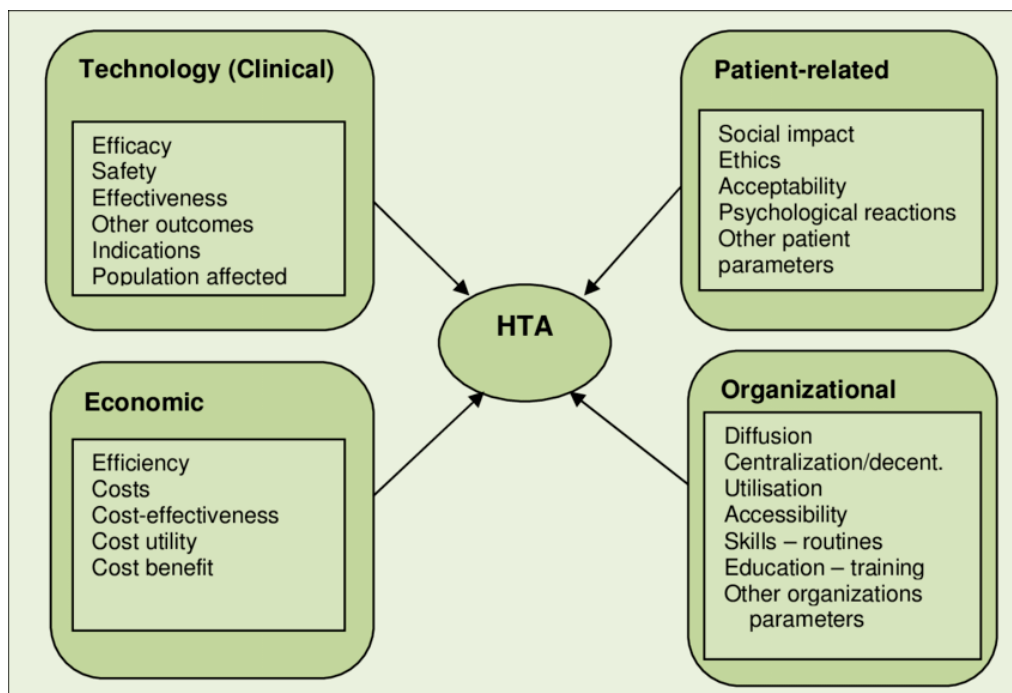 Technology (Clinical)
Efficacy
Safety
Effectiveness
Other outcomes
Indications
Population affected
Patient-related
Social impact
Ethics
Acceptability
Psychological reactions
Other patient
parameters
HTA
Economic
Efficiency
Costs
Cost-effectiveness
Cost utility
Cost benefit
Organizational
Diffusion
Centralization/decent.
Utilisation
Accessibility
Skills – routines
Education – training
Other organizations
parameters